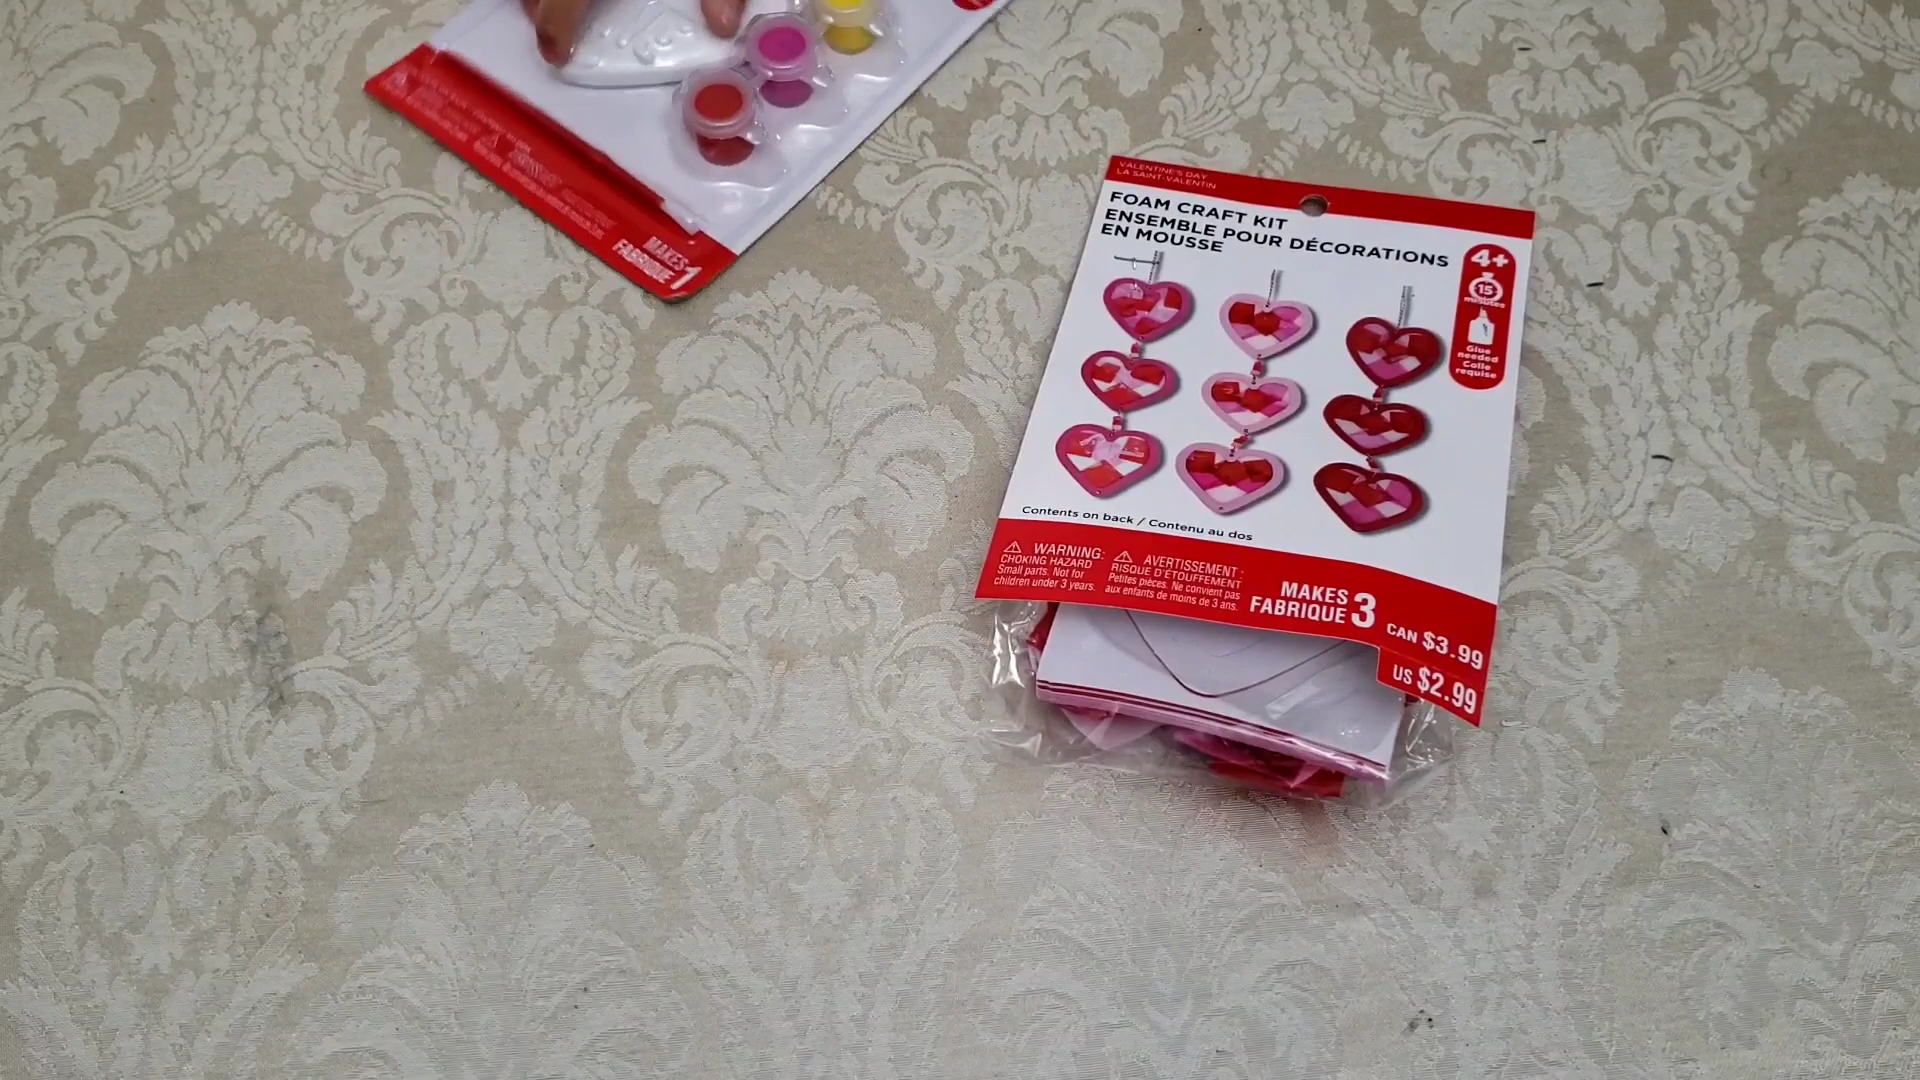 MAKES
FABRIQUE 1
VALENTINE'S DAY
LA SAINT-VALENTIN
FOAM CRAFT KIT
ENSEMBLE POUR DÉCORATIONS
EN MOUSSE
4+
15
minutes
Glue
needed
Colle
requise
Contents on back / Contenu au dos
WARNING:
CHOKING HAZARD
Small parts. Not for
children under 3 years.
AVERTISSEMENT:
RISQUE D'ÉTOUFFEMENT
Petites pièces. Ne convient pas
aux enfants de moins de 3 ans.
MAKES
FABRIQUE 3
CAN $3.99
US $2.99